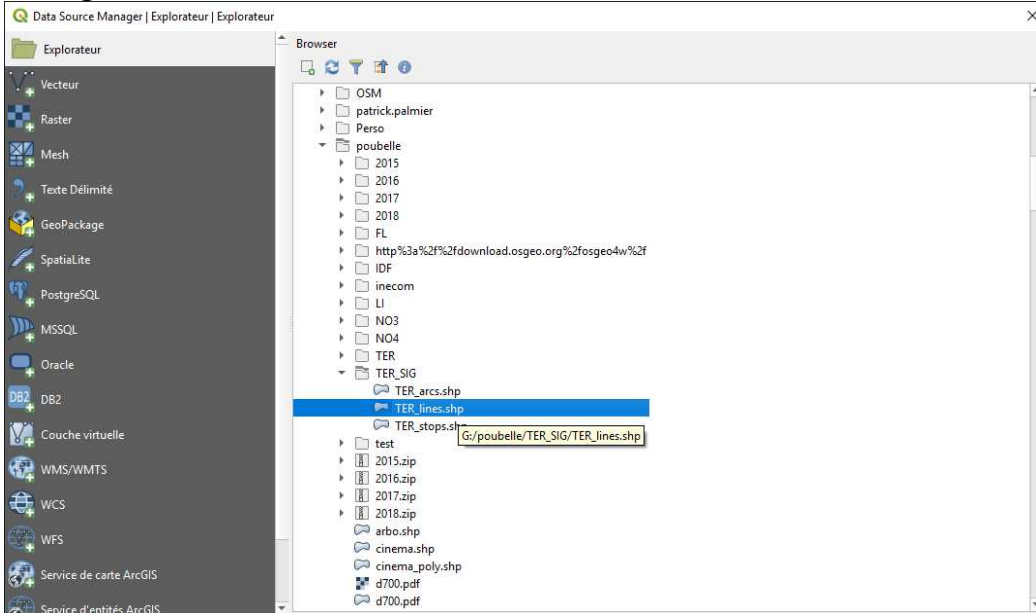 Data Source Manager | Explorateur | Explorateur
Explorateur
Vecteur
Raster
Mesh
Texte Délimité
GeoPackage
SpatiaLite
PostgreSQL
MSSQL
Oracle
DB2
DB2
Couche virtuelle
WMS/WMTS
WCS
WFS
Service de carte ArcGIS
Service d'entités ArcGIS
Browser
OSM
patrick.palmier
Perso
poubelle
2015
2016
2017
2018
FL
http%3a%2f%2fdownload.osgeo.org%2fosgeo4w%2f
IDF
inecom
LI
NO3
NO4
TER
TER_SIG
TER_arcs.shp
TER_lines.shp
TER_stops.shp
G:/poubelle/TER_SIG/TER_lines.shp
test
2015.zip
2016.zip
2017.zip
2018.zip
arbo.shp
cinema.shp
cinema_poly.shp
d700.pdf
d700.pdf